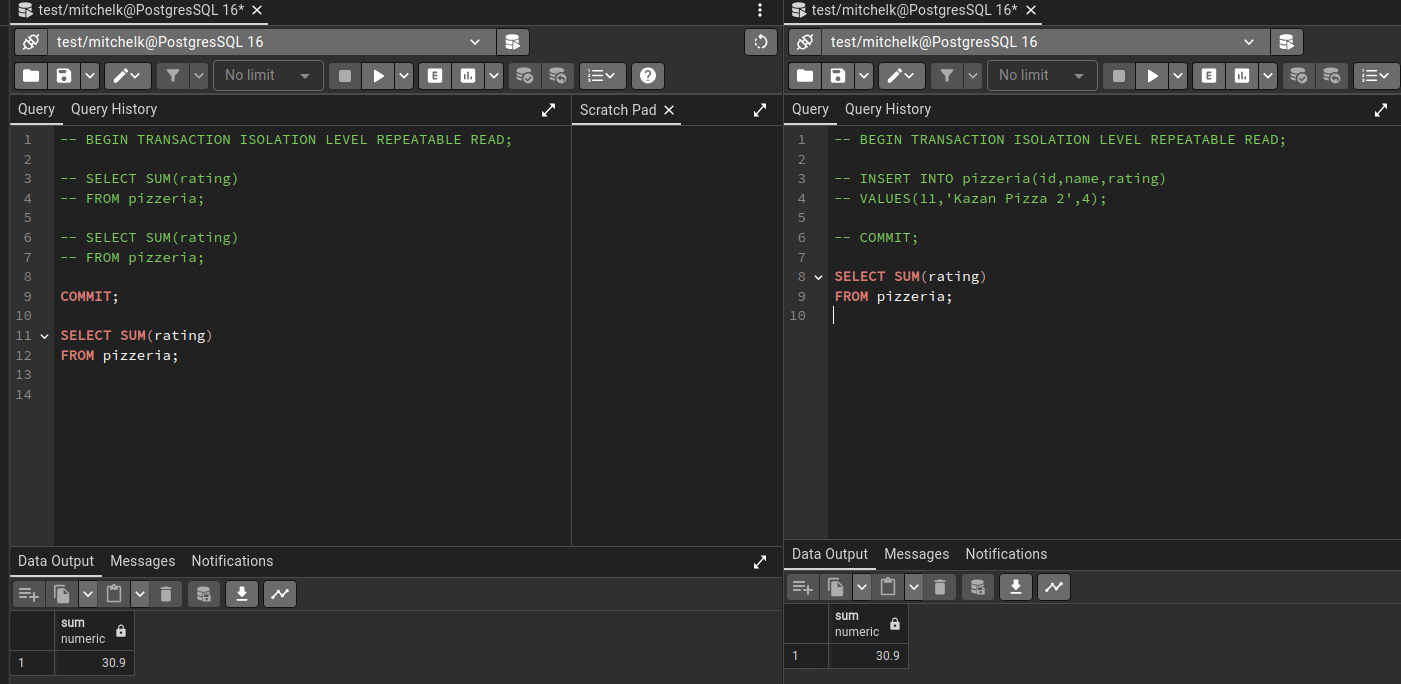 test/mitchelk@PostgresSQL 16*
test/mitchelk@PostgresSQL 16
No limit
E
Query Query History
Scratch Pad
1 -- BEGIN TRANSACTION ISOLATION LEVEL REPEATABLE READ;
2
3 -- SELECT SUM(rating)
4 -- FROM pizzeria;
5
6 -- SELECT SUM(rating)
7 -- FROM pizzeria;
8
9 COMMIT;
10
11 SELECT SUM(rating)
12 FROM pizzeria;
13
14
Data Output Messages Notifications
sum
numeric
1 30.9
test/mitchelk@PostgresSQL 16*
test/mitchelk@PostgresSQL 16
No limit
E
Query Query History
1 -- BEGIN TRANSACTION ISOLATION LEVEL REPEATABLE READ;
2
3 -- INSERT INTO pizzeria(id,name,rating)
4 -- VALUES(11,'Kazan Pizza 2',4);
5
6 -- COMMIT;
7
8 SELECT SUM(rating)
9 FROM pizzeria;
10
Data Output Messages Notifications
sum
numeric
1 30.9